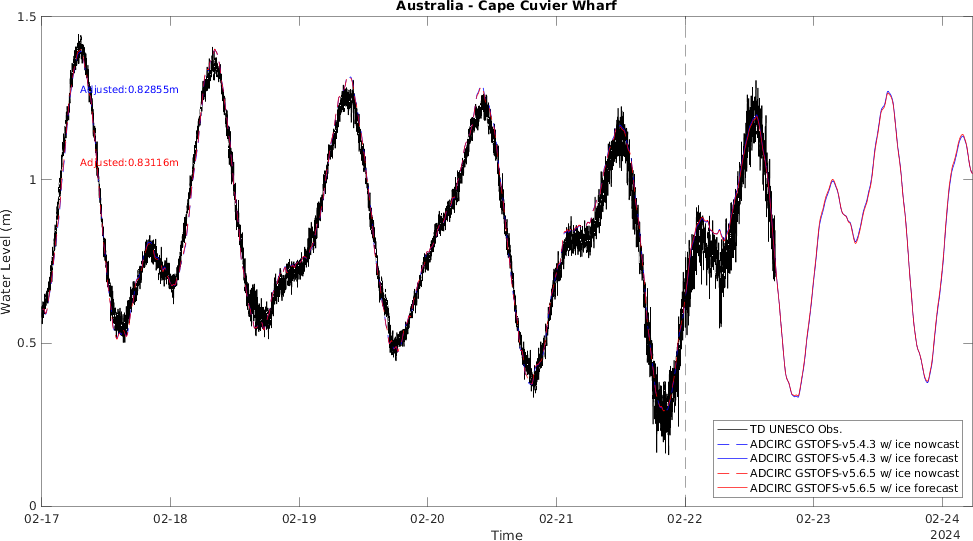 Australia - Cape Cuvier Wharf
1.5
Adjusted:0.82855m
Adjusted:0.83116m
1
Water Level (m)
0.5
TD UNESCO Obs.
ADCIRC GSTOFS-v5.4.3 w/ ice nowcast
ADCIRC GSTOFS-v5.4.3 w/ ice forecast
ADCIRC GSTOFS-v5.6.5 w/ ice nowcast
ADCIRC GSTOFS-v5.6.5 w/ ice forecast
0
02-17 02-18 02-19 02-20 02-21 02-22 02-23 02-24
Time
2024